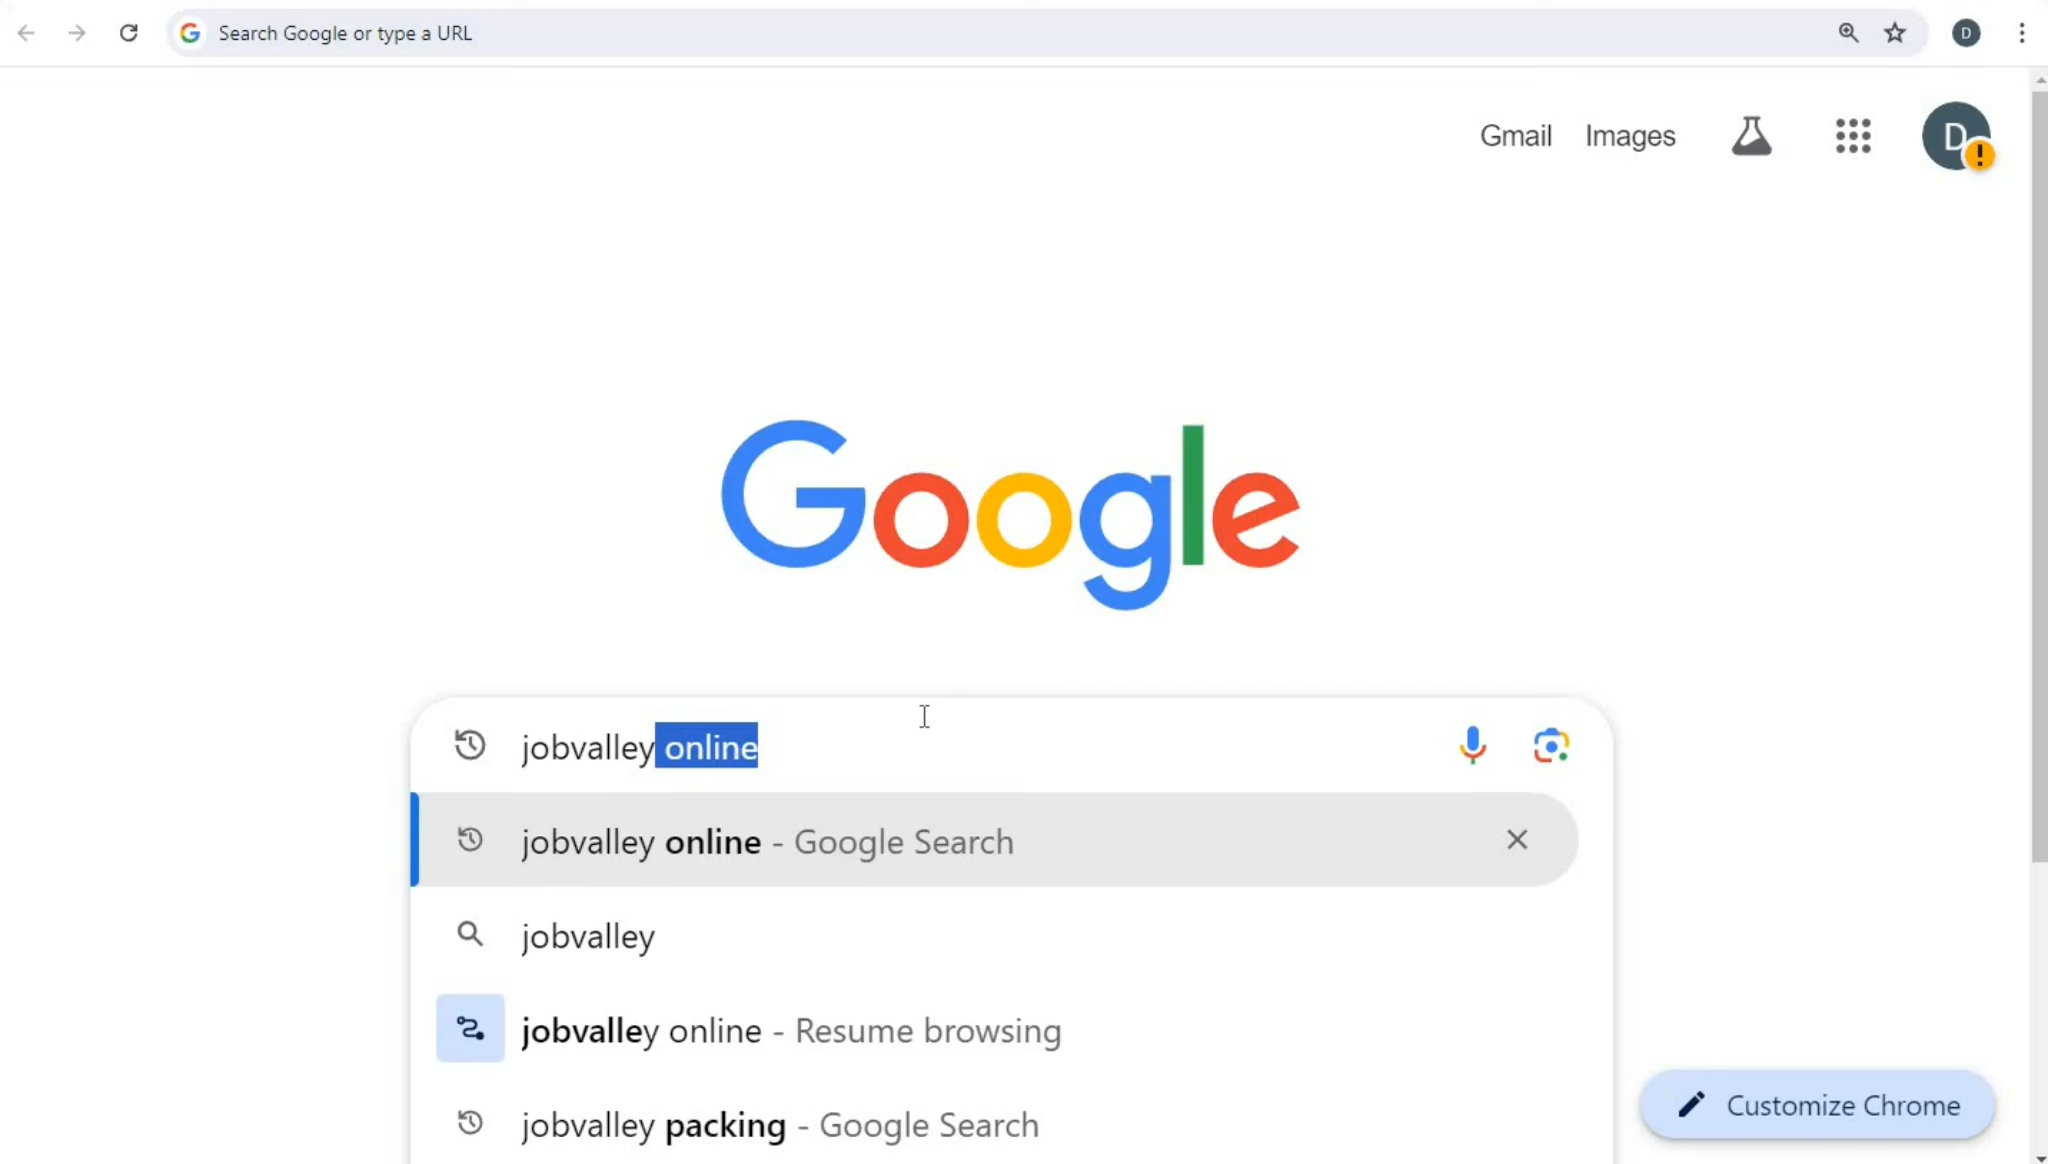 Search Google or type a URL
D
Gmail
Images
D
!
Google
jobvalley online
jobvalley online - Google Search
jobvalley
jobvalley online - Resume browsing
jobvalley packing - Google Search
Customize Chrome